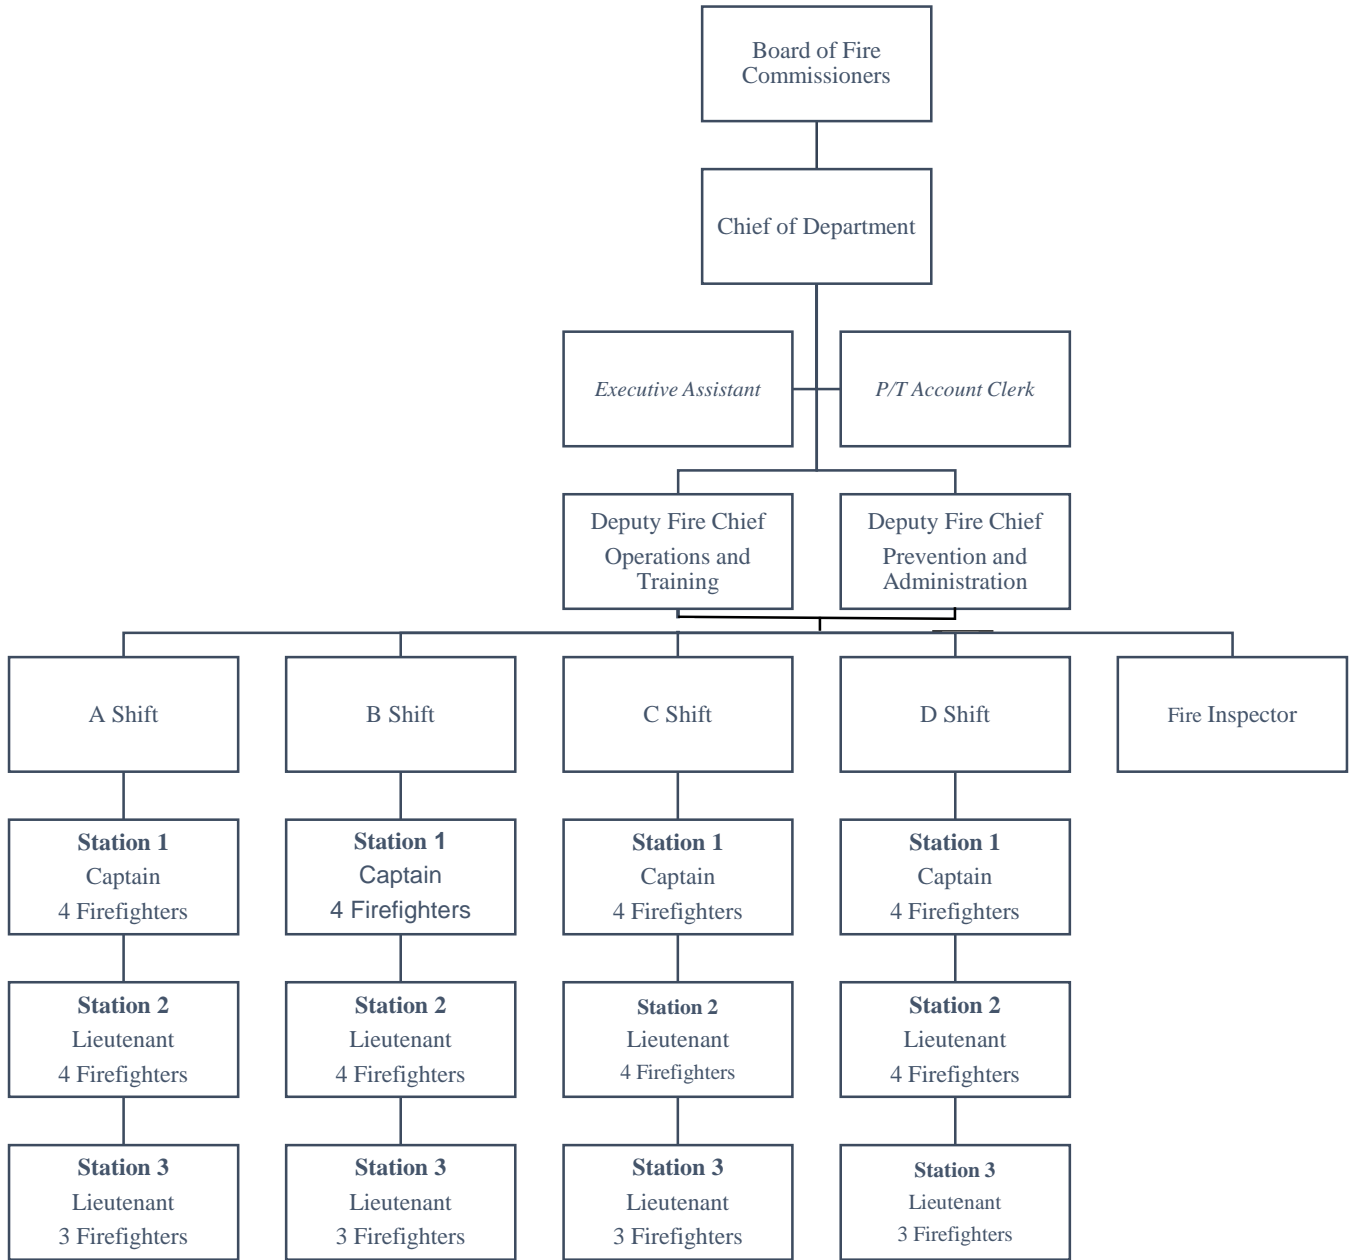 Board of Fire
Commissioners
Chief of Department
Executive Assistant
P/T Account Clerk
Deputy Fire Chief
Operations and
Training
Deputy Fire Chief
Prevention and
Administration
A Shift
B Shift
C Shift
D Shift
Fire Inspector
Station 1
Captain
4 Firefighters
Station 1
Captain
4 Firefighters
Station 1
Captain
4 Firefighters
Station 1
Captain
4 Firefighters
Station 2
Lieutenant
4 Firefighters
Station 2
Lieutenant
4 Firefighters
Station 2
Lieutenant
4 Firefighters
Station 2
Lieutenant
4 Firefighters
Station 3
Lieutenant
3 Firefighters
Station 3
Lieutenant
3 Firefighters
Station 3
Lieutenant
3 Firefighters
Station 3
Lieutenant
3 Firefighters